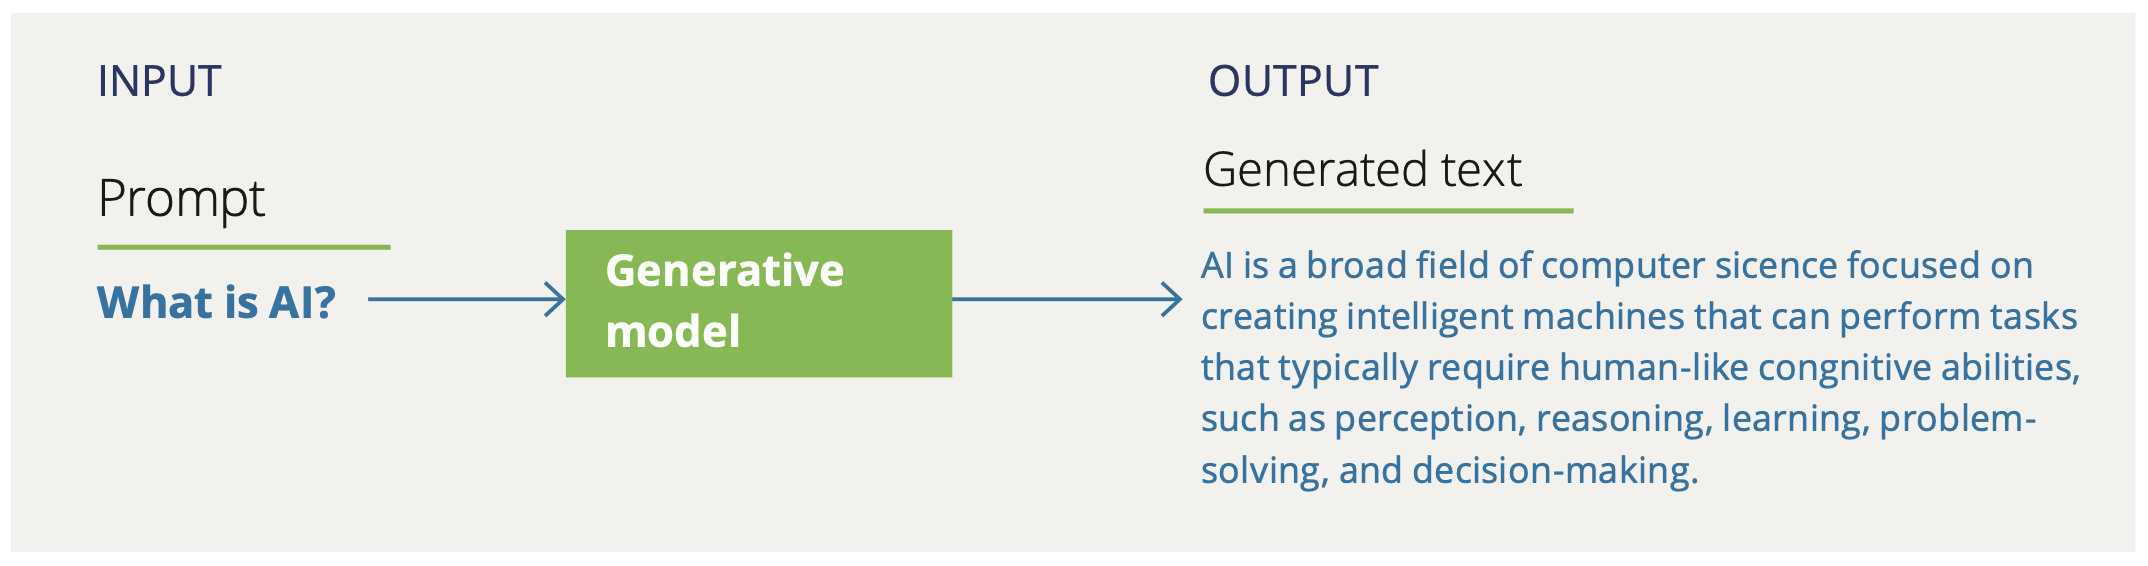 INPUT
Prompt
What is AI?
Generative
model
OUTPUT
Generated text
AI is a broad field of computer sicence focused on
creating intelligent machines that can perform tasks
that typically require human-like congnitive abilities,
such as perception, reasoning, learning, problem-
solving, and decision-making.